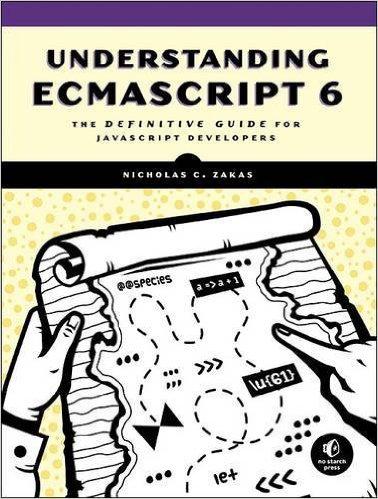 UNDERSTANDING
ECMASCRIPT 6
THE DEFINITIVE GUIDE FOR
JAVASCRIPT DEVELOPERS
NICHOLAS C. ZAKAS
@@species
a => a + 1
>>>
\u{61}
<<
let
no starch
press